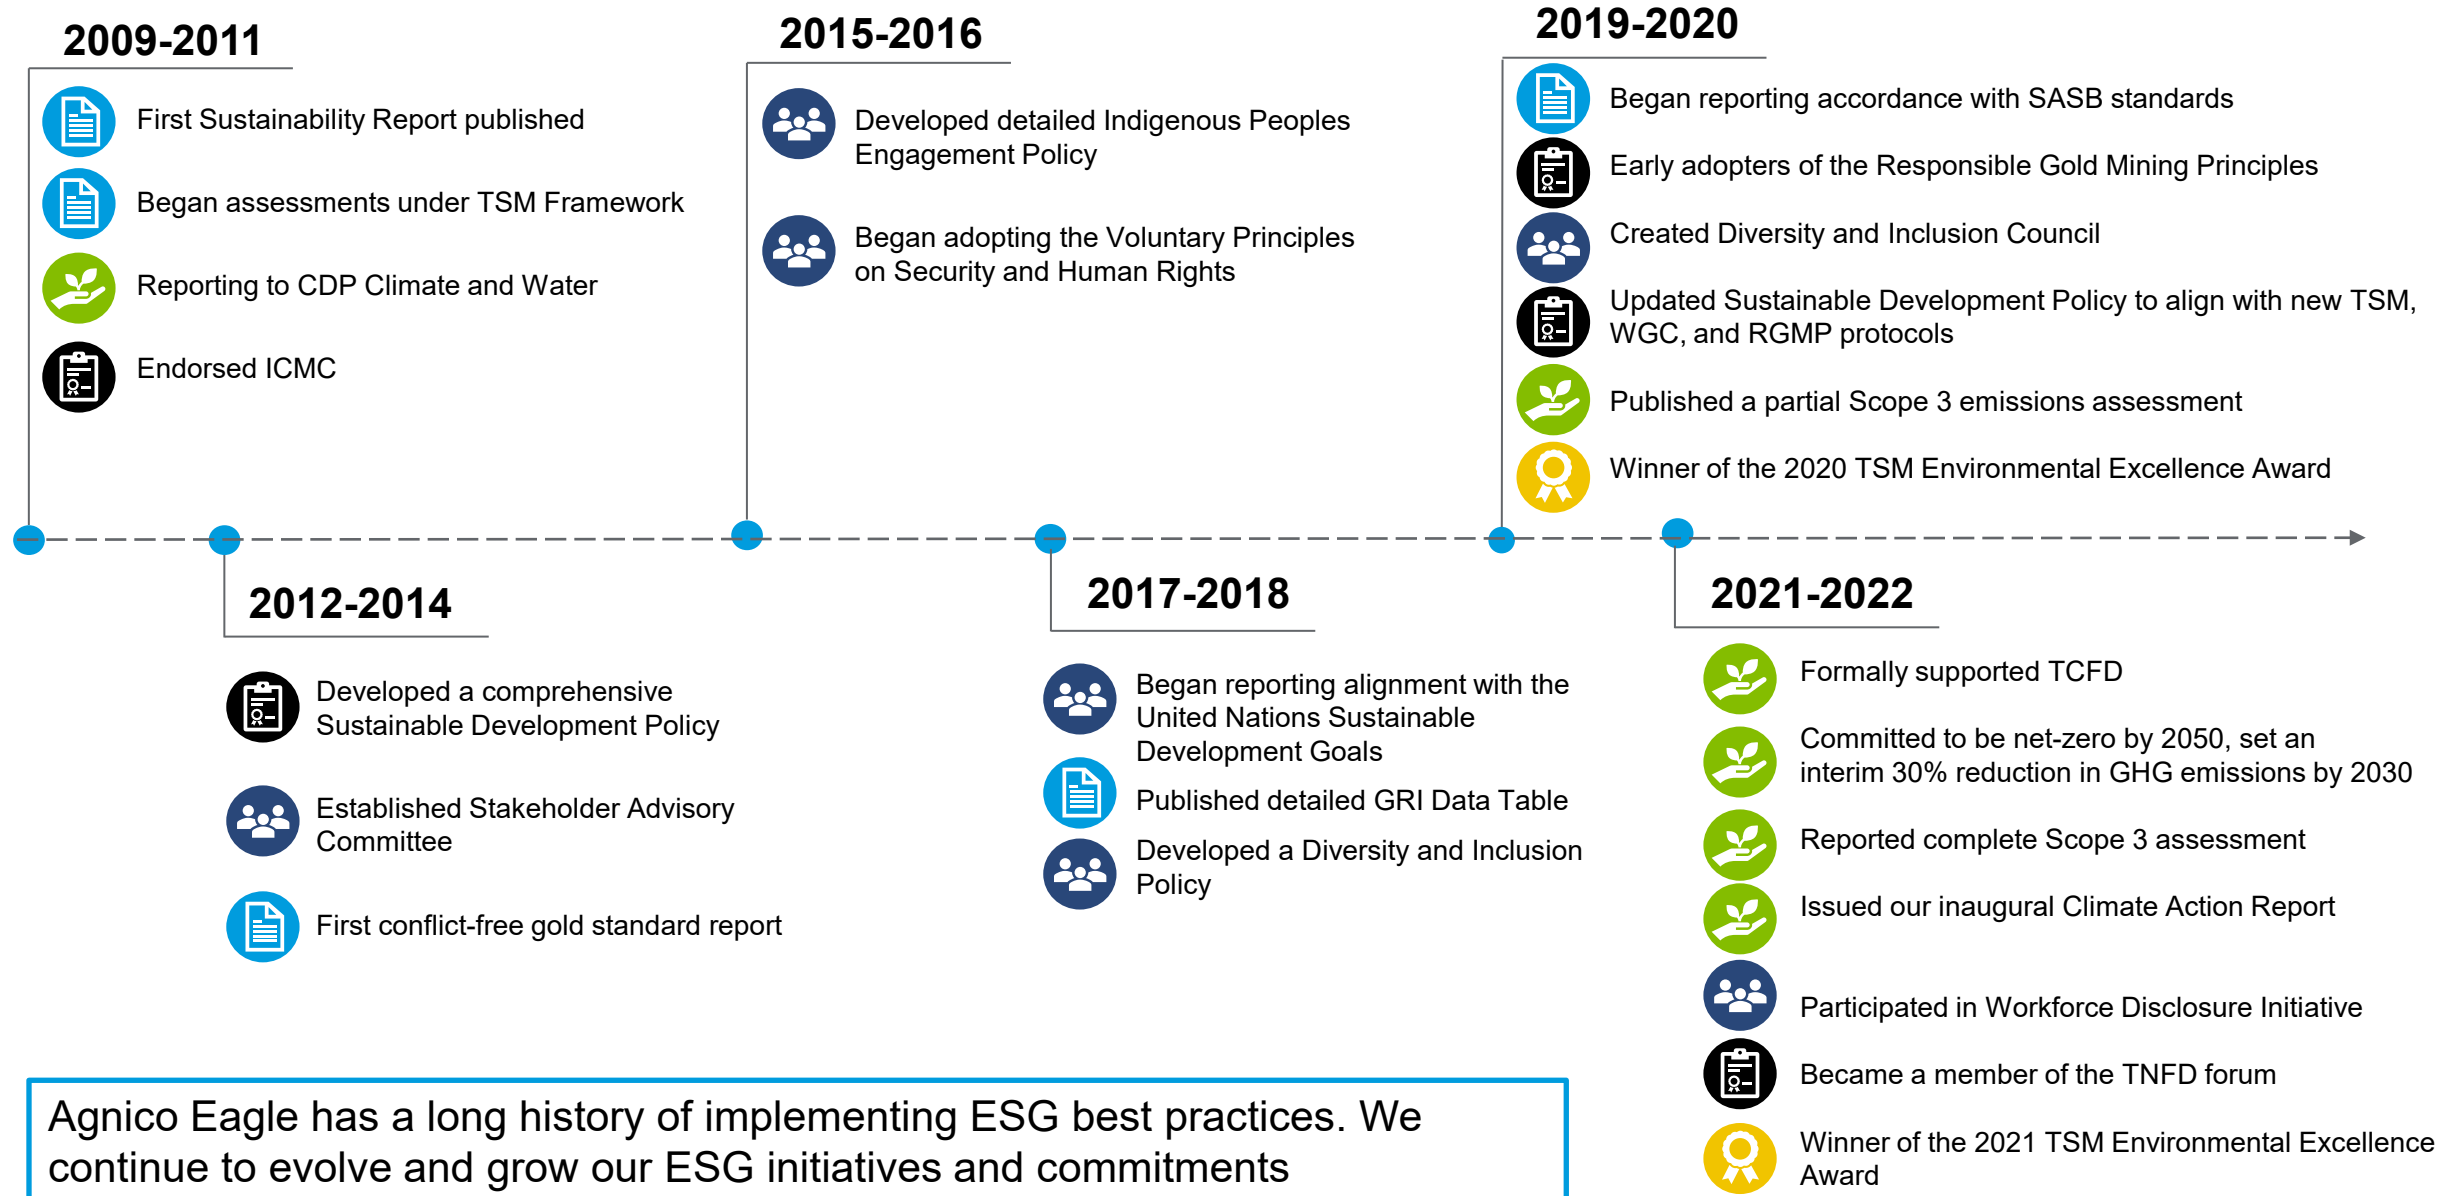 2009-2011
First Sustainability Report published
Began assessments under TSM Framework
Reporting to CDP Climate and Water
Endorsed ICMC
2015-2016
Developed detailed Indigenous Peoples
Engagement Policy
Began adopting the Voluntary Principles
on Security and Human Rights
2019-2020
Began reporting accordance with SASB standards
Early adopters of the Responsible Gold Mining Principles
Created Diversity and Inclusion Council
Updated Sustainable Development Policy to align with new TSM,
WGC, and RGMP protocols
Published a partial Scope 3 emissions assessment
Winner of the 2020 TSM Environmental Excellence Award
2012-2014
Developed a comprehensive
Sustainable Development Policy
Established Stakeholder Advisory
Committee
First conflict-free gold standard report
2017-2018
Began reporting alignment with the
United Nations Sustainable
Development Goals
Published detailed GRI Data Table
Developed a Diversity and Inclusion
Policy
2021-2022
Formally supported TCFD
Committed to be net-zero by 2050, set an
interim 30% reduction in GHG emissions by 2030
Reported complete Scope 3 assessment
Issued our inaugural Climate Action Report
Participated in Workforce Disclosure Initiative
Became a member of the TNFD forum
Winner of the 2021 TSM Environmental Excellence
Award
Agnico Eagle has a long history of implementing ESG best practices. We
continue to evolve and grow our ESG initiatives and commitments